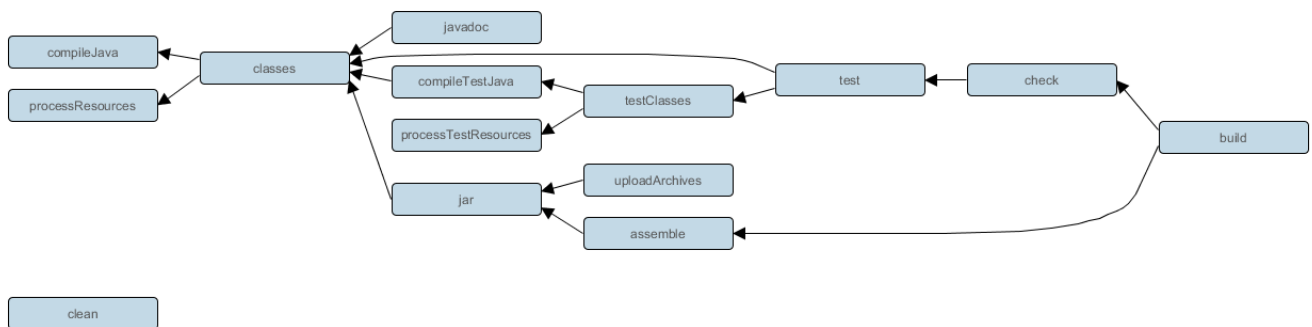 javadoc
compileJava
classes
compileTestJava
test
check
processResources
testClasses
processTestResources
build
uploadArchives
jar
assemble
clean